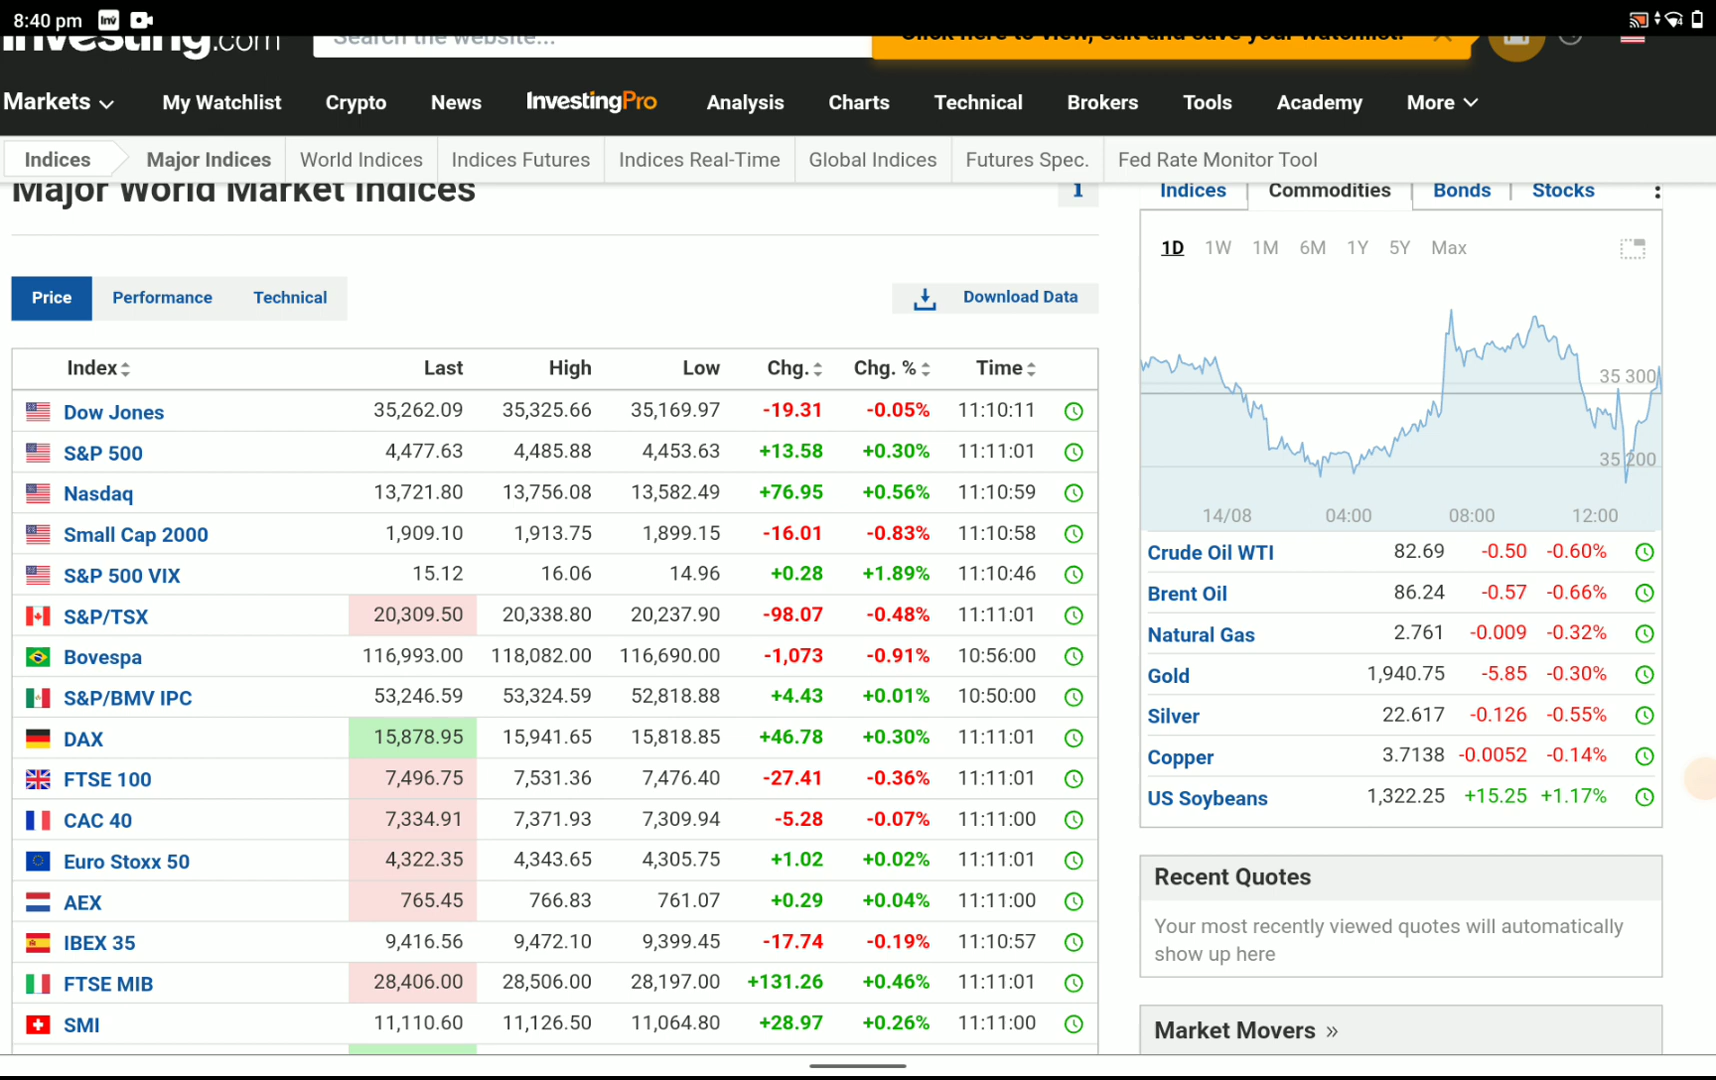 8:40 pm inv
Investing.com Search the website... Click here to view, edit and save your watchlist!
Markets My Watchlist Crypto News InvestingPro Analysis Charts Technical Brokers Tools Academy More
Indices Major Indices World Indices Indices Futures Indices Real-Time Global Indices Futures Spec. Fed Rate Monitor Tool
Major World Market Indices
Price Performance Technical Download Data
Index Last High Low Chg. Chg. % Time
Dow Jones 35,262.09 35,325.66 35,169.97 -19.31 -0.05% 11:10:11
S&P 500 4,477.63 4,485.88 4,453.63 +13.58 +0.30% 11:11:01
Nasdaq 13,721.80 13,756.08 13,582.49 +76.95 +0.56% 11:10:59
Small Cap 2000 1,909.10 1,913.75 1,899.15 -16.01 -0.83% 11:10:58
S&P 500 VIX 15.12 16.06 14.96 +0.28 +1.89% 11:10:46
S&P/TSX 20,309.50 20,338.80 20,237.90 -98.07 -0.48% 11:11:01
Bovespa 116,993.00 118,082.00 116,690.00 -1,073 -0.91% 10:56:00
S&P/BMV IPC 53,246.59 53,324.59 52,818.88 +4.43 +0.01% 10:50:00
DAX 15,878.95 15,941.65 15,818.85 +46.78 +0.30% 11:11:01
FTSE 100 7,496.75 7,531.36 7,476.40 -27.41 -0.36% 11:11:01
CAC 40 7,334.91 7,371.93 7,309.94 -5.28 -0.07% 11:11:00
Euro Stoxx 50 4,322.35 4,343.65 4,305.75 +1.02 +0.02% 11:11:01
AEX 765.45 766.83 761.07 +0.29 +0.04% 11:11:00
IBEX 35 9,416.56 9,472.10 9,399.45 -17.74 -0.19% 11:10:57
FTSE MIB 28,406.00 28,506.00 28,197.00 +131.26 +0.46% 11:11:01
SMI 11,110.60 11,126.50 11,064.80 +28.97 +0.26% 11:11:00
Indices Commodities Bonds Stocks
1D 1W 1M 6M 1Y 5Y Max
35 300
35 200
14/08 04:00 08:00 12:00
Crude Oil WTI 82.69 -0.50 -0.60%
Brent Oil 86.24 -0.57 -0.66%
Natural Gas 2.761 -0.009 -0.32%
Gold 1,940.75 -5.85 -0.30%
Silver 22.617 -0.126 -0.55%
Copper 3.7138 -0.0052 -0.14%
US Soybeans 1,322.25 +15.25 +1.17%
Recent Quotes
Your most recently viewed quotes will automatically
show up here
Market Movers »